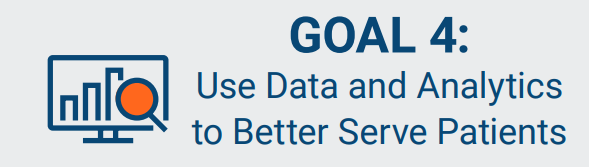 GOAL 4:
Use Data and Analytics
to Better Serve Patients